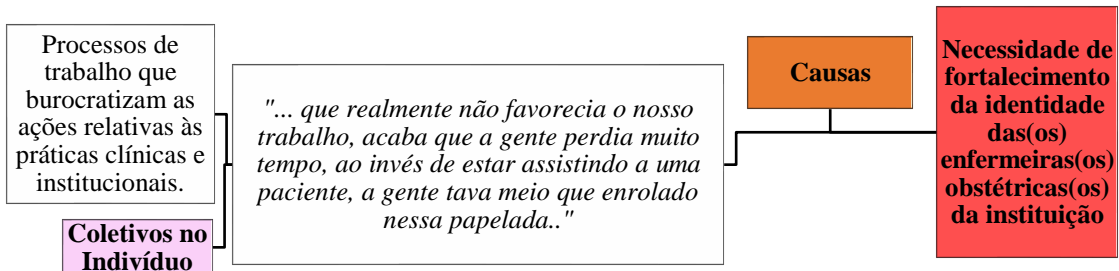 Processos de
trabalho que
burocratizam as
ações relativas às
práticas clínicas e
institucionais.
Coletivos no
Indivíduo
"... que realmente não favorecia o nosso
trabalho, acaba que a gente perdia muito
tempo, ao invés de estar assistindo a uma
paciente, a gente tava meio que enrolado
nessa papelada.."
Causas
Necessidade de
fortalecimento
da identidade
das(os)
enfermeiras(os)
obstétricas(os)
da instituição